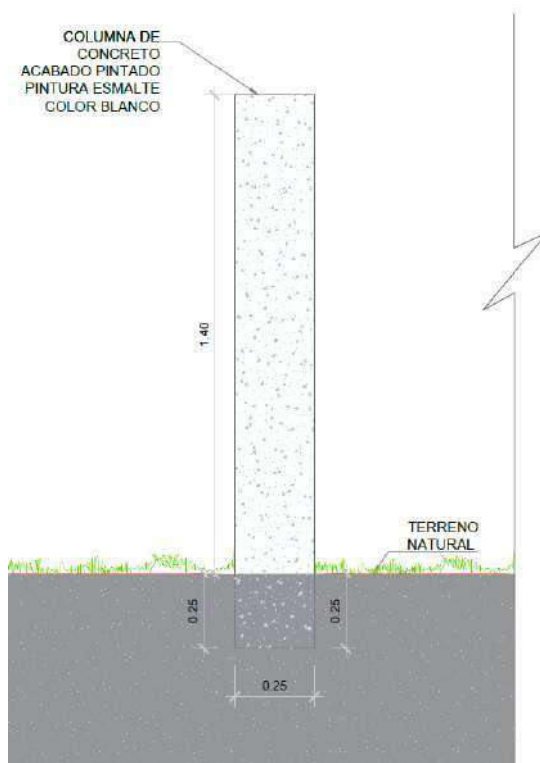 COLUMNA DE
CONCRETO
ACABADO PINTADO
PINTURA ESMALTE
COLOR BLANCO
1.40
TERRENO
NATURAL
0.25
0.25
0.25